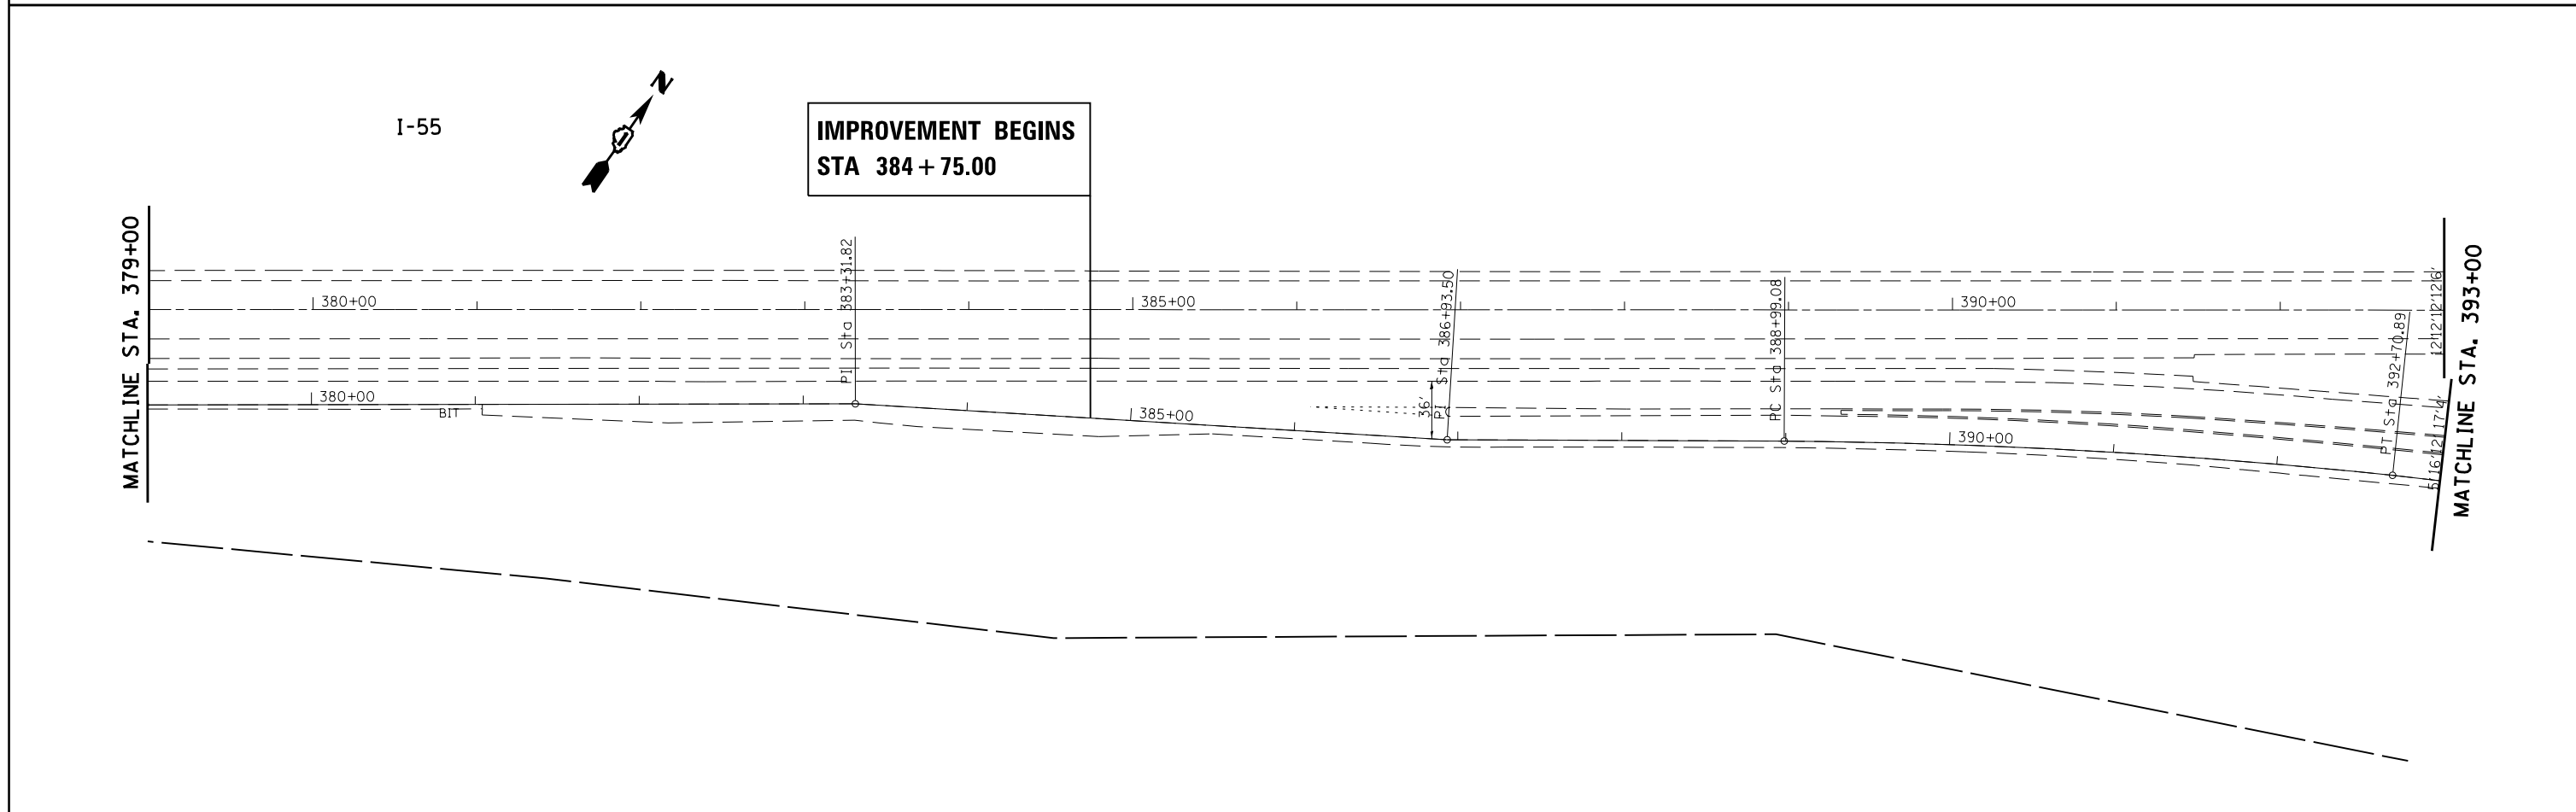 N
I-55
IMPROVEMENT BEGINS
STA 384+75.00
MATCHLINE STA. 379+00
MATCHLINE STA. 393+00
380+00
385+00
390+00
PI Sta 383+31.82
PI Sta 386+93.50
PC Sta 388+99.08
PT Sta 392+70.89
12'12'12'12'6'
380+00
BIT
385+00
36'
390+00
5'16'12'17'4'